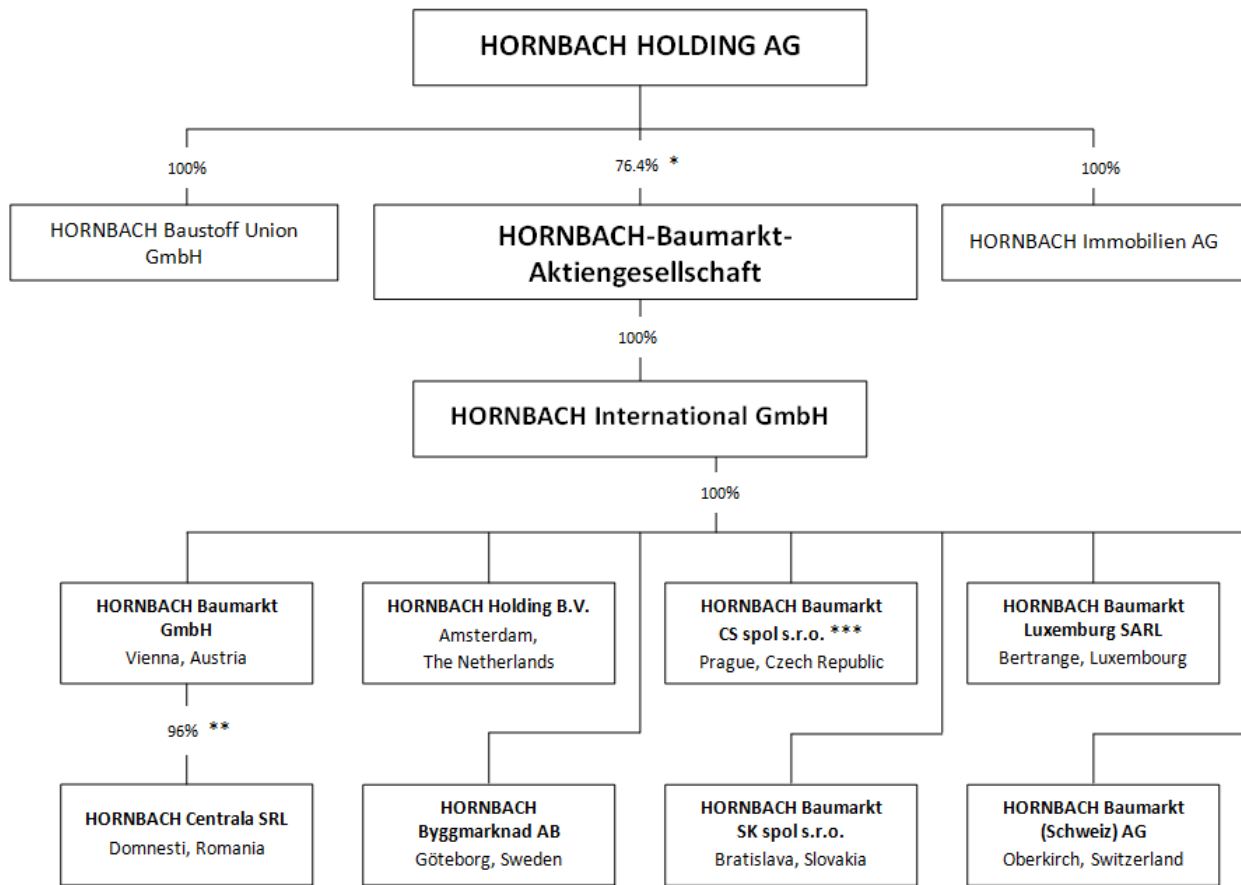 HORNBACH HOLDING AG
100%
76.4% *
100%
HORNBACH Baustoff Union
GmbH
HORNBACH-Baumarkt-
Aktiengesellschaft
HORNBACH Immobilien AG
100%
HORNBACH International GmbH
100%
HORNBACH Baumarkt
GmbH
Vienna, Austria
HORNBACH Holding B.V.
Amsterdam,
The Netherlands
HORNBACH Baumarkt
CS spol s.r.o. ***
Prague, Czech Republic
HORNBACH Baumarkt
Luxemburg SARL
Bertrange, Luxembourg
96% **
HORNBACH Centrala SRL
Domnesti, Romania
HORNBACH
Byggmarknad AB
Göteborg, Sweden
HORNBACH Baumarkt
SK spol s.r.o.
Bratislava, Slovakia
HORNBACH Baumarkt
(Schweiz) AG
Oberkirch, Switzerland